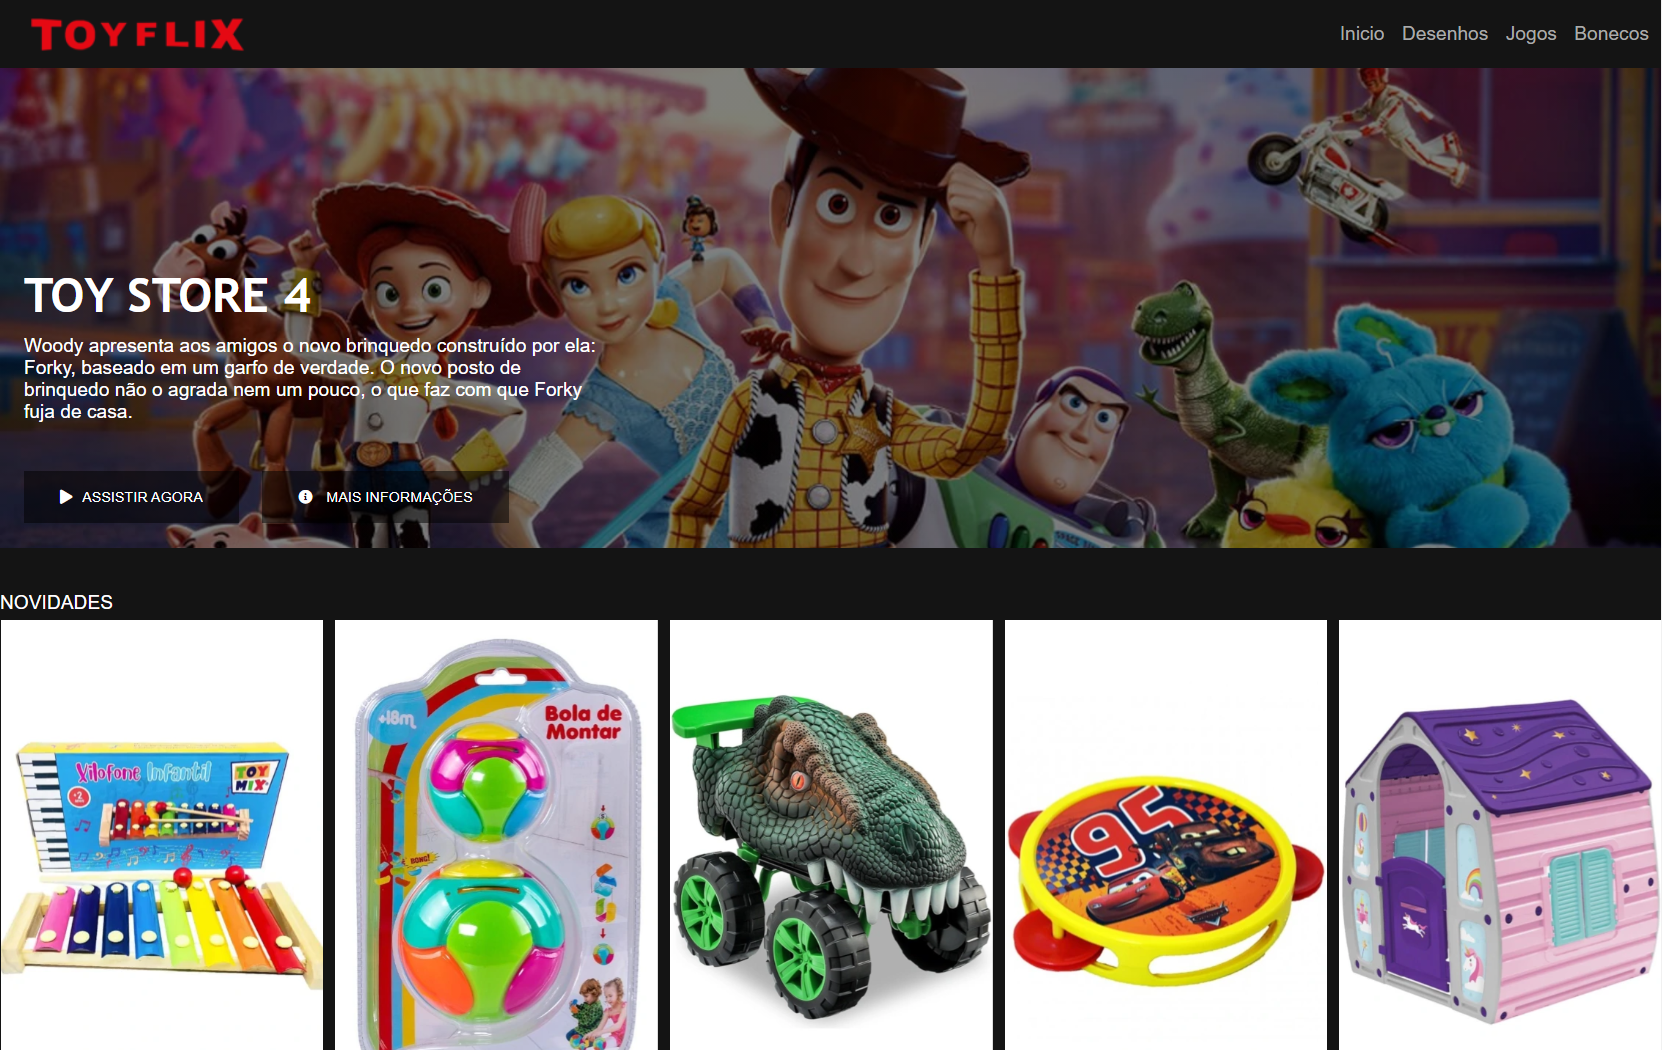 TOYFLIX
Inicio Desenhos Jogos Bonecos
TOY STORE 4
Woody apresenta aos amigos o novo brinquedo construído por ela:
Forky, baseado em um garfo de verdade. O novo posto de
brinquedo não o agrada nem um pouco, o que faz com que Forky
fuja de casa.
ASSISTIR AGORA
MAIS INFORMAÇÕES
NOVIDADES
Xilofone Infantil
TOY
MIX
+2
+18m
Bola de
Montar
BONG!
95